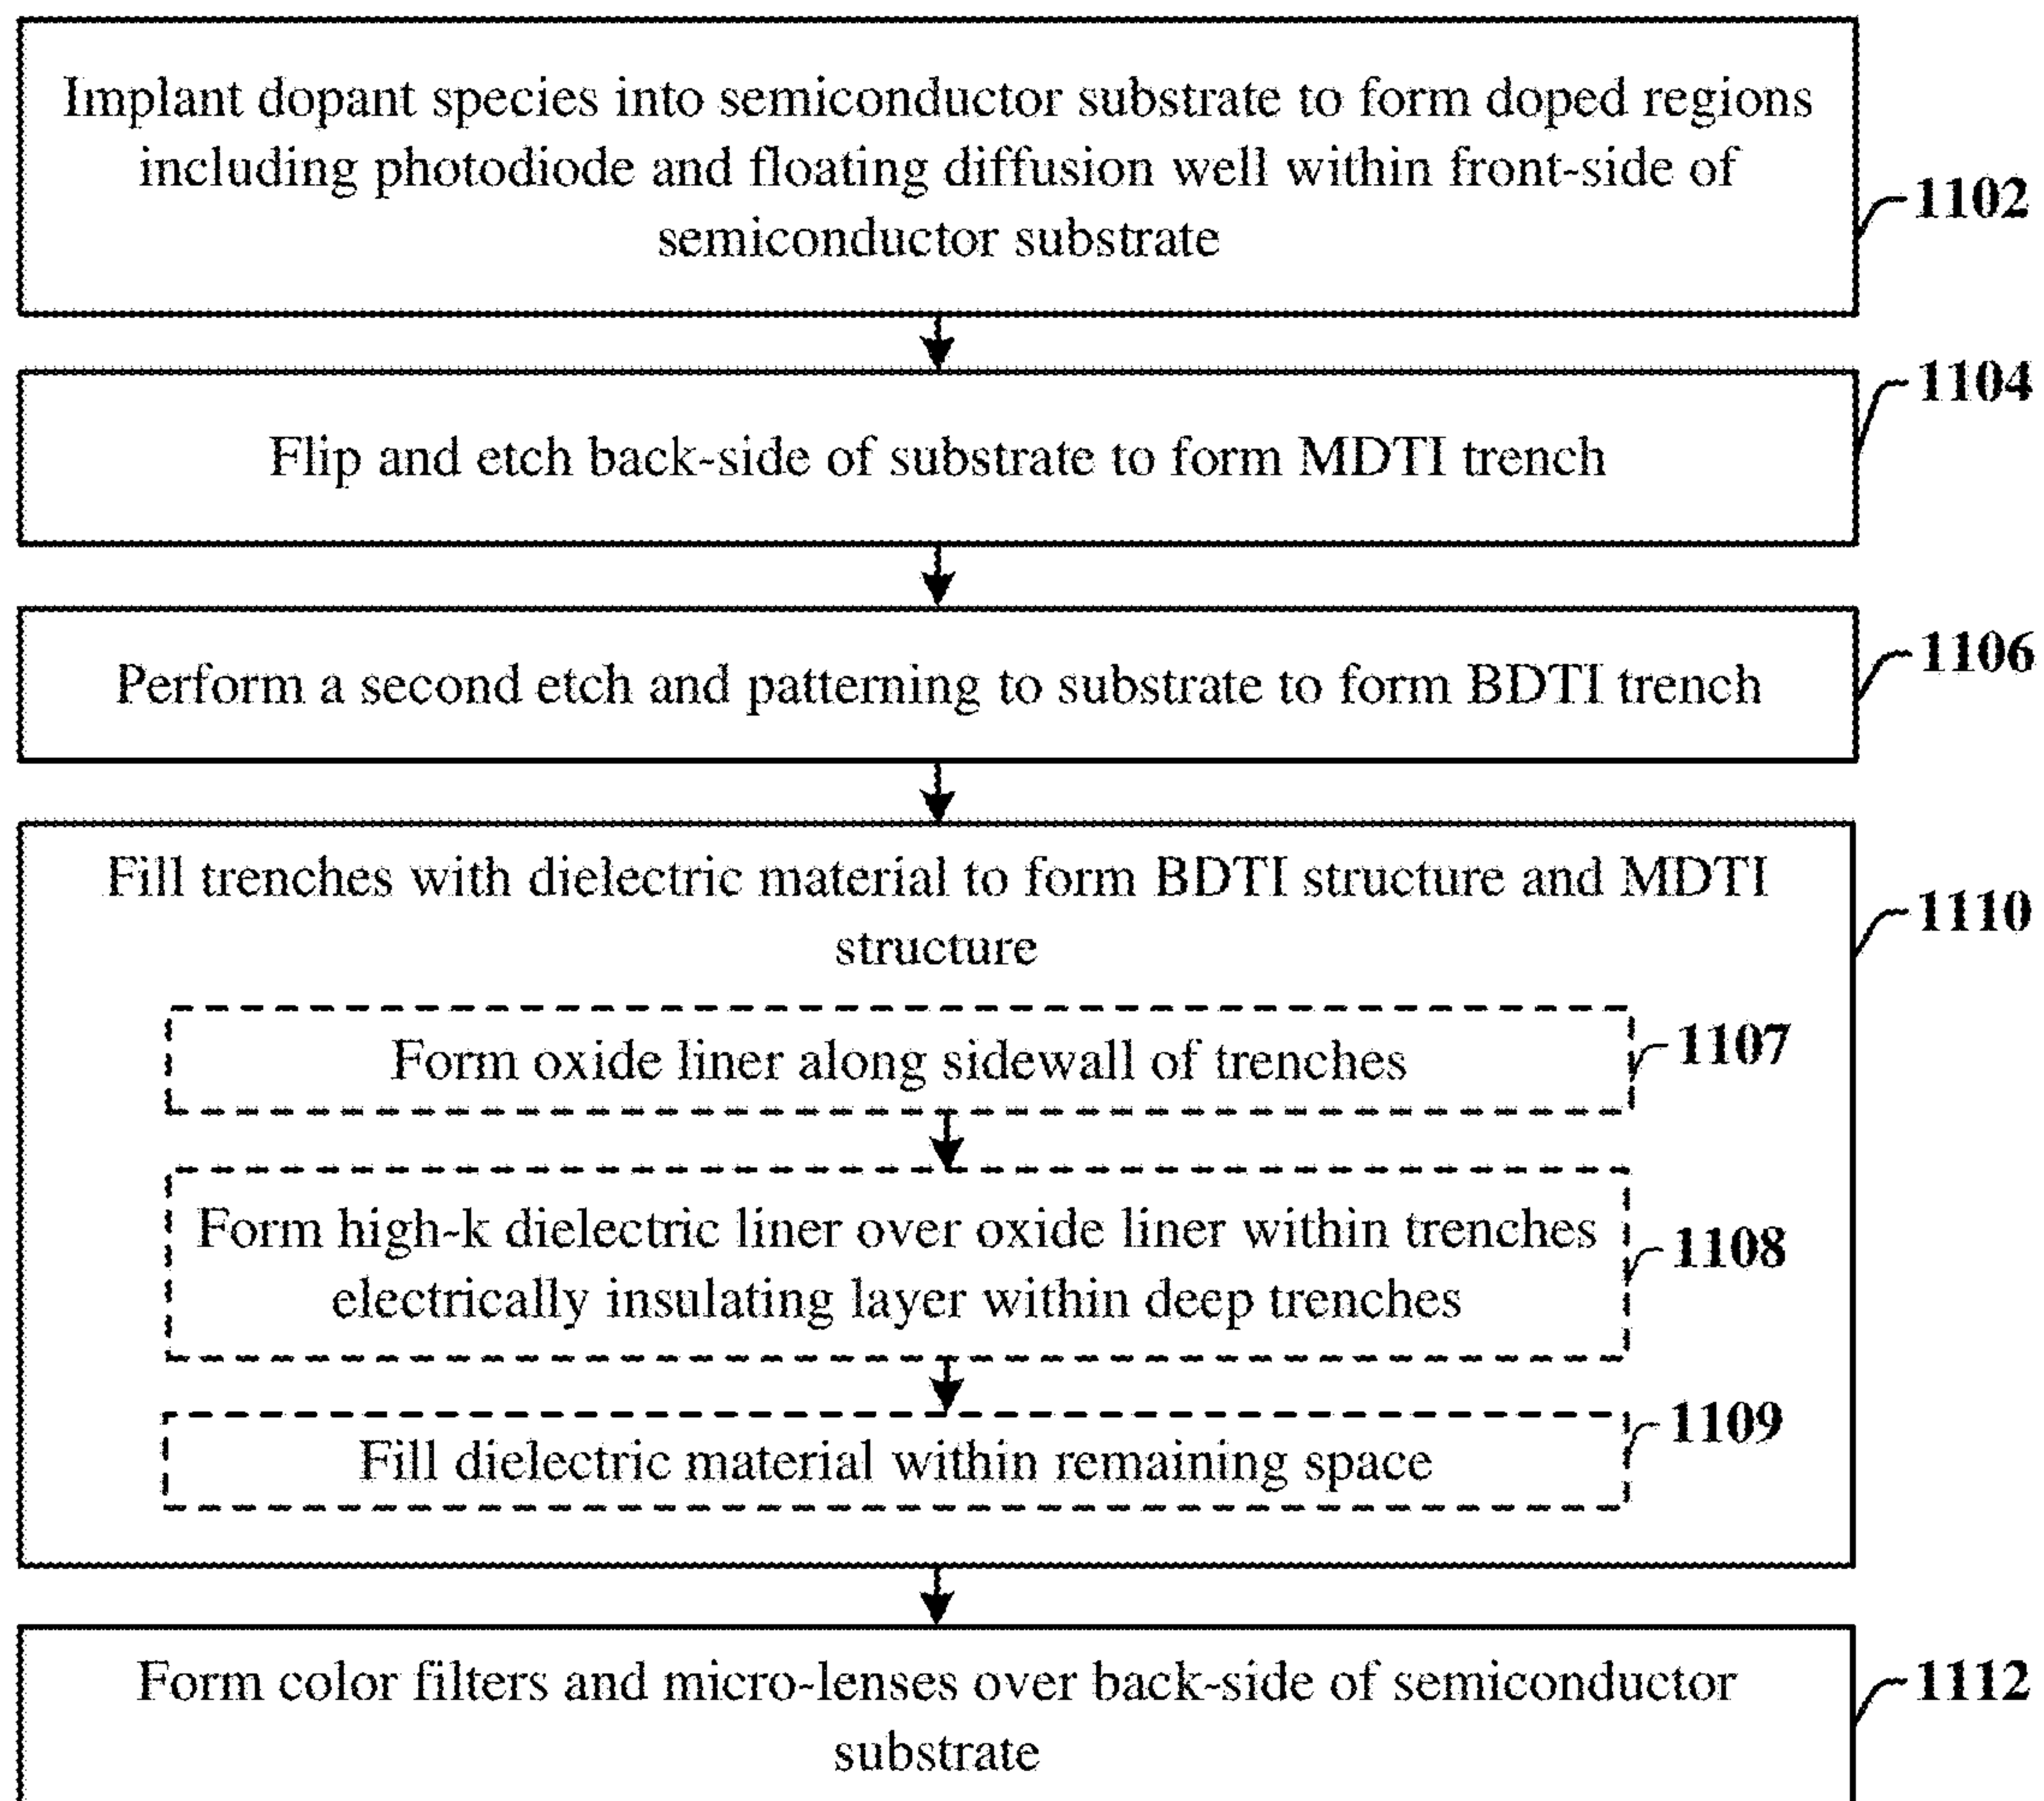 Implant dopant species into semiconductor substrate to form doped regions
including photodiode and floating diffusion well within front-side of
semiconductor substrate
1102
Flip and etch back-side of substrate to form MDTI trench
1104
Perform a second etch and patterning to substrate to form BDTI trench
1106
Fill trenches with dielectric material to form BDTI structure and MDTI
structure
1110
Form oxide liner along sidewall of trenches
1107
Form high-k dielectric liner over oxide liner within trenches
electrically insulating layer within deep trenches
1108
Fill dielectric material within remaining space
1109
Form color filters and micro-lenses over back-side of semiconductor
substrate
1112